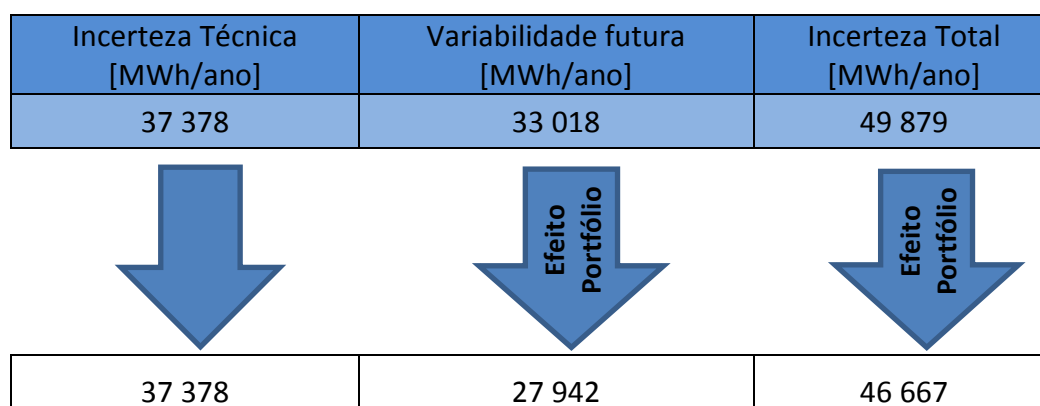 Incerteza Técnica
[MWh/ano]
Variabilidade futura
[MWh/ano]
Incerteza Total
[MWh/ano]
37 378
33 018
49 879
Efeito
Portfólio
Efeito
Portfólio
37 378
27 942
46 667